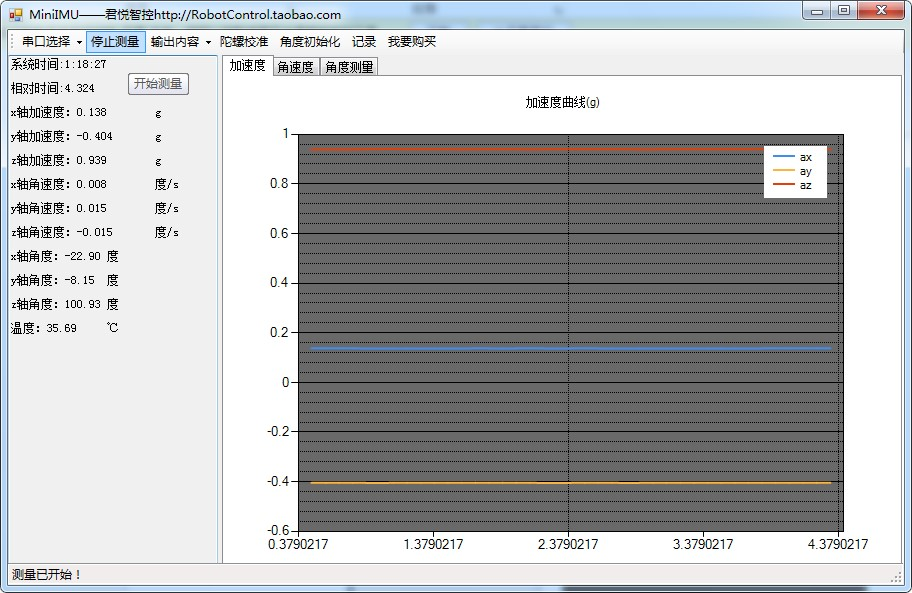 MiniIMU——君悦智控http://RobotControl.taobao.com
串口选择 停止测量 输出内容 陀螺校准 角度初始化 记录 我要购买
系统时间:1:18:27
相对时间:4.324 开始测量
x轴加速度: 0.138 g
y轴加速度: -0.404 g
z轴加速度: 0.939 g
x轴角速度: 0.008 度/s
y轴角速度: 0.015 度/s
z轴角速度: -0.015 度/s
x轴角度: -22.90 度
y轴角度: -8.15 度
z轴角度: 100.93 度
温度: 35.69 ℃
加速度 角速度 角度测量
加速度曲线(g)
1
0.8
0.6
0.4
0.2
0
-0.2
-0.4
-0.6
ax
ay
az
0.3790217 1.3790217 2.3790217 3.3790217 4.3790217
测量已开始！